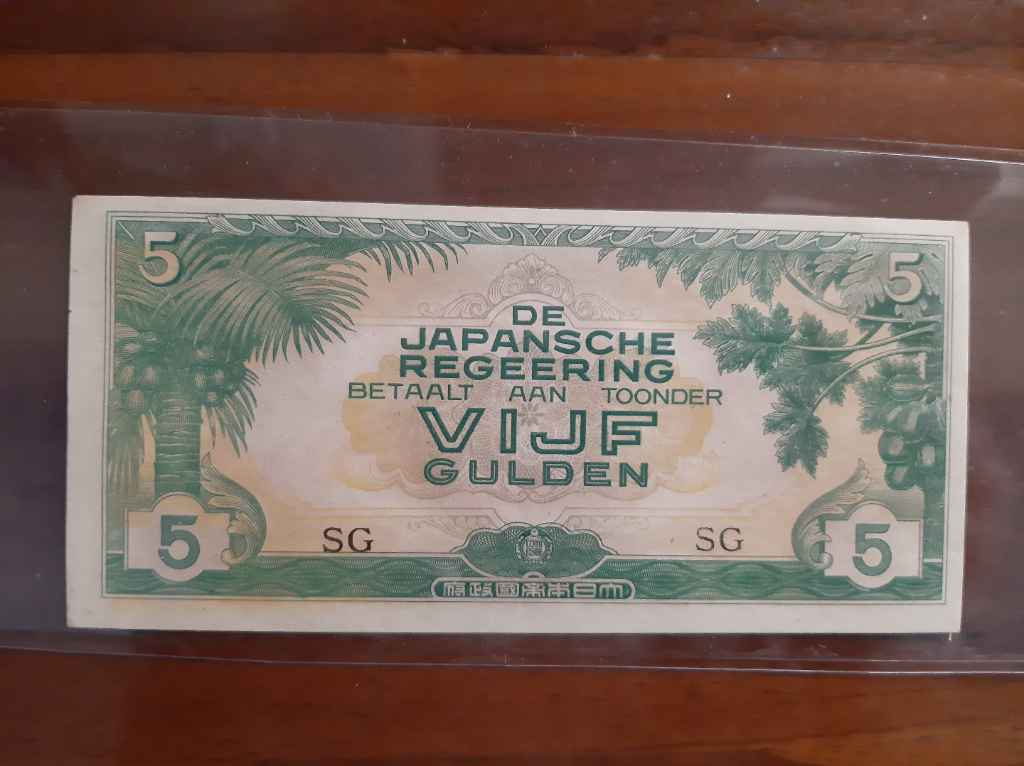 5 5
DE
JAPANSCHE
REGEERING
BETAALT AAN TOONDER
VIJF
GULDEN
SG SG
5 5
府政國帝本日大